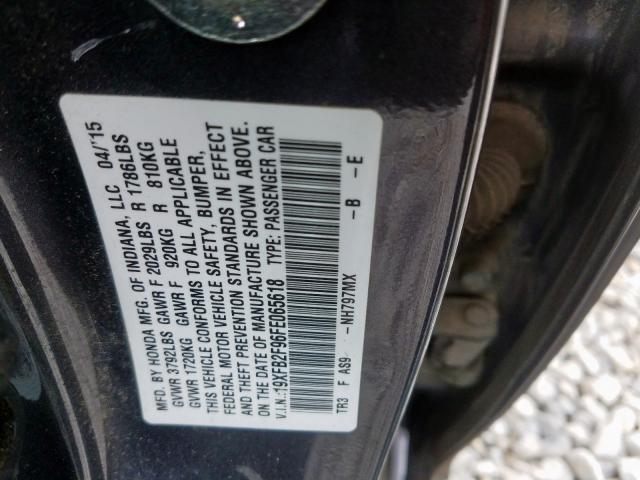 MFD. BY HONDA MFG. OF INDIANA, LLC 04/'15
GVWR 3792LBS GAWR F 2029LBS R 1786LBS
GVWR 1720KG GAWR F 920KG R 810KG
THIS VEHICLE CONFORMS TO ALL APPLICABLE
FEDERAL MOTOR VEHICLE SAFETY, BUMPER,
AND THEFT PREVENTION STANDARDS IN EFFECT
ON THE DATE OF MANUFACTURE SHOWN ABOVE.
V.I.N.:19XFB2F96FE065618 TYPE: PASSENGER CAR
TR3 F AS9 -NH797MX -B -E